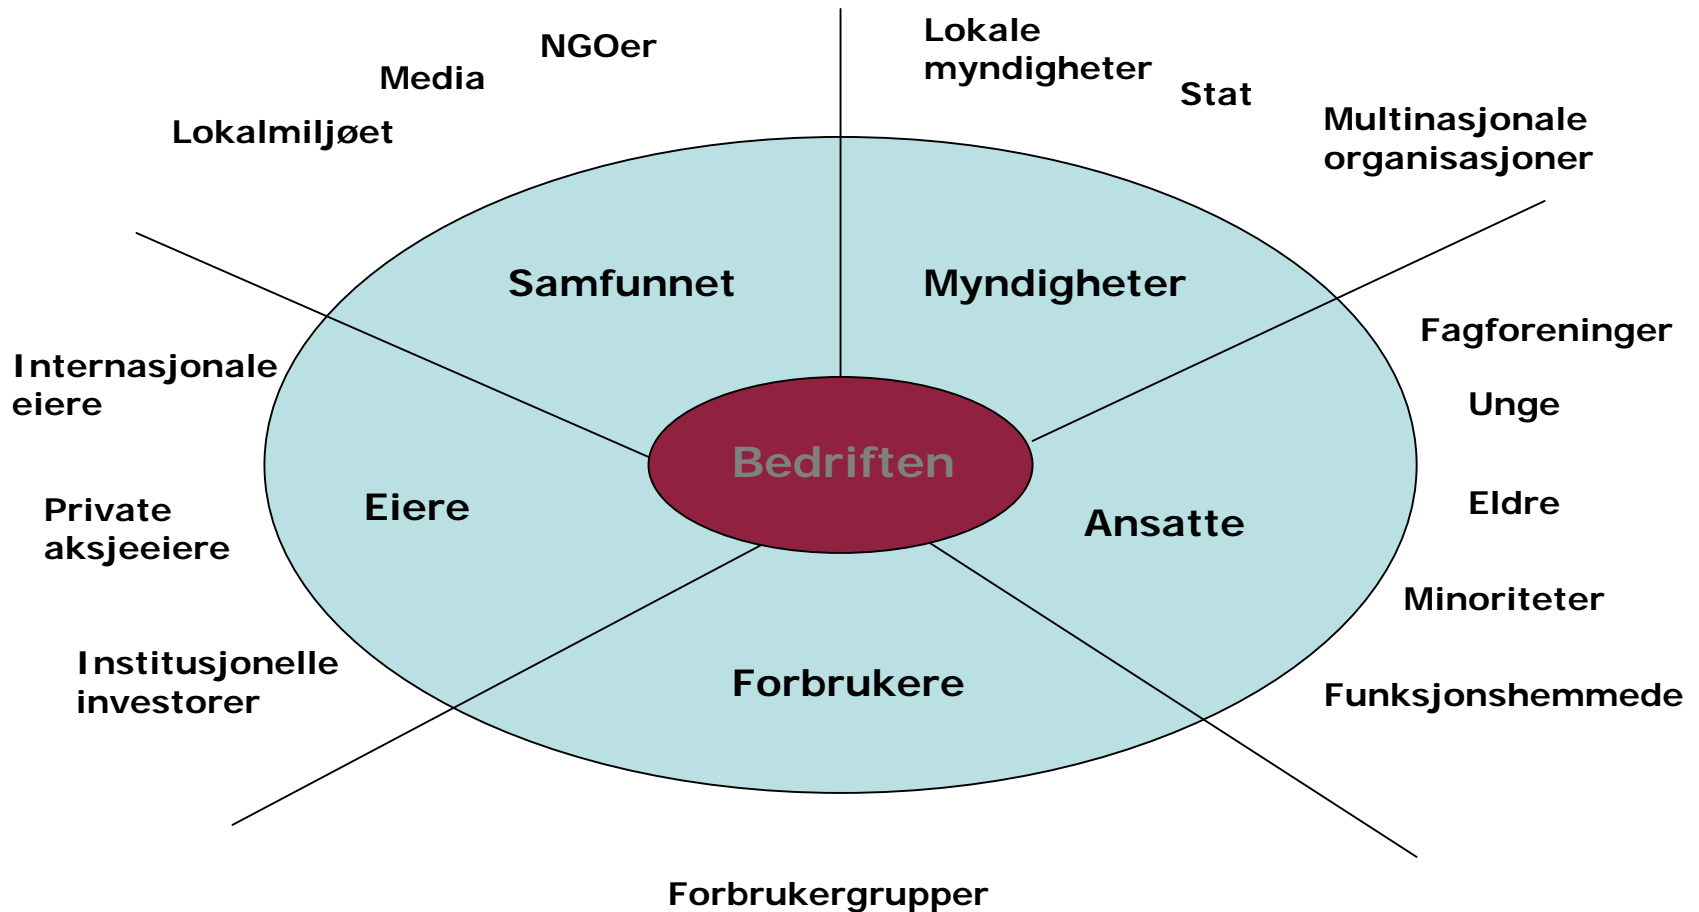 NGOer
Media
Lokalmiljøet
Lokale
myndigheter
Stat
Multinasjonale
organisasjoner
Samfunnet
Myndigheter
Internasjonale
eiere
Private
aksjeeiere
Institusjonelle
investorer
Eiere
Bedriften
Ansatte
Fagforeninger
Unge
Eldre
Minoriteter
Funksjonshemmede
Forbrukere
Forbrukergrupper